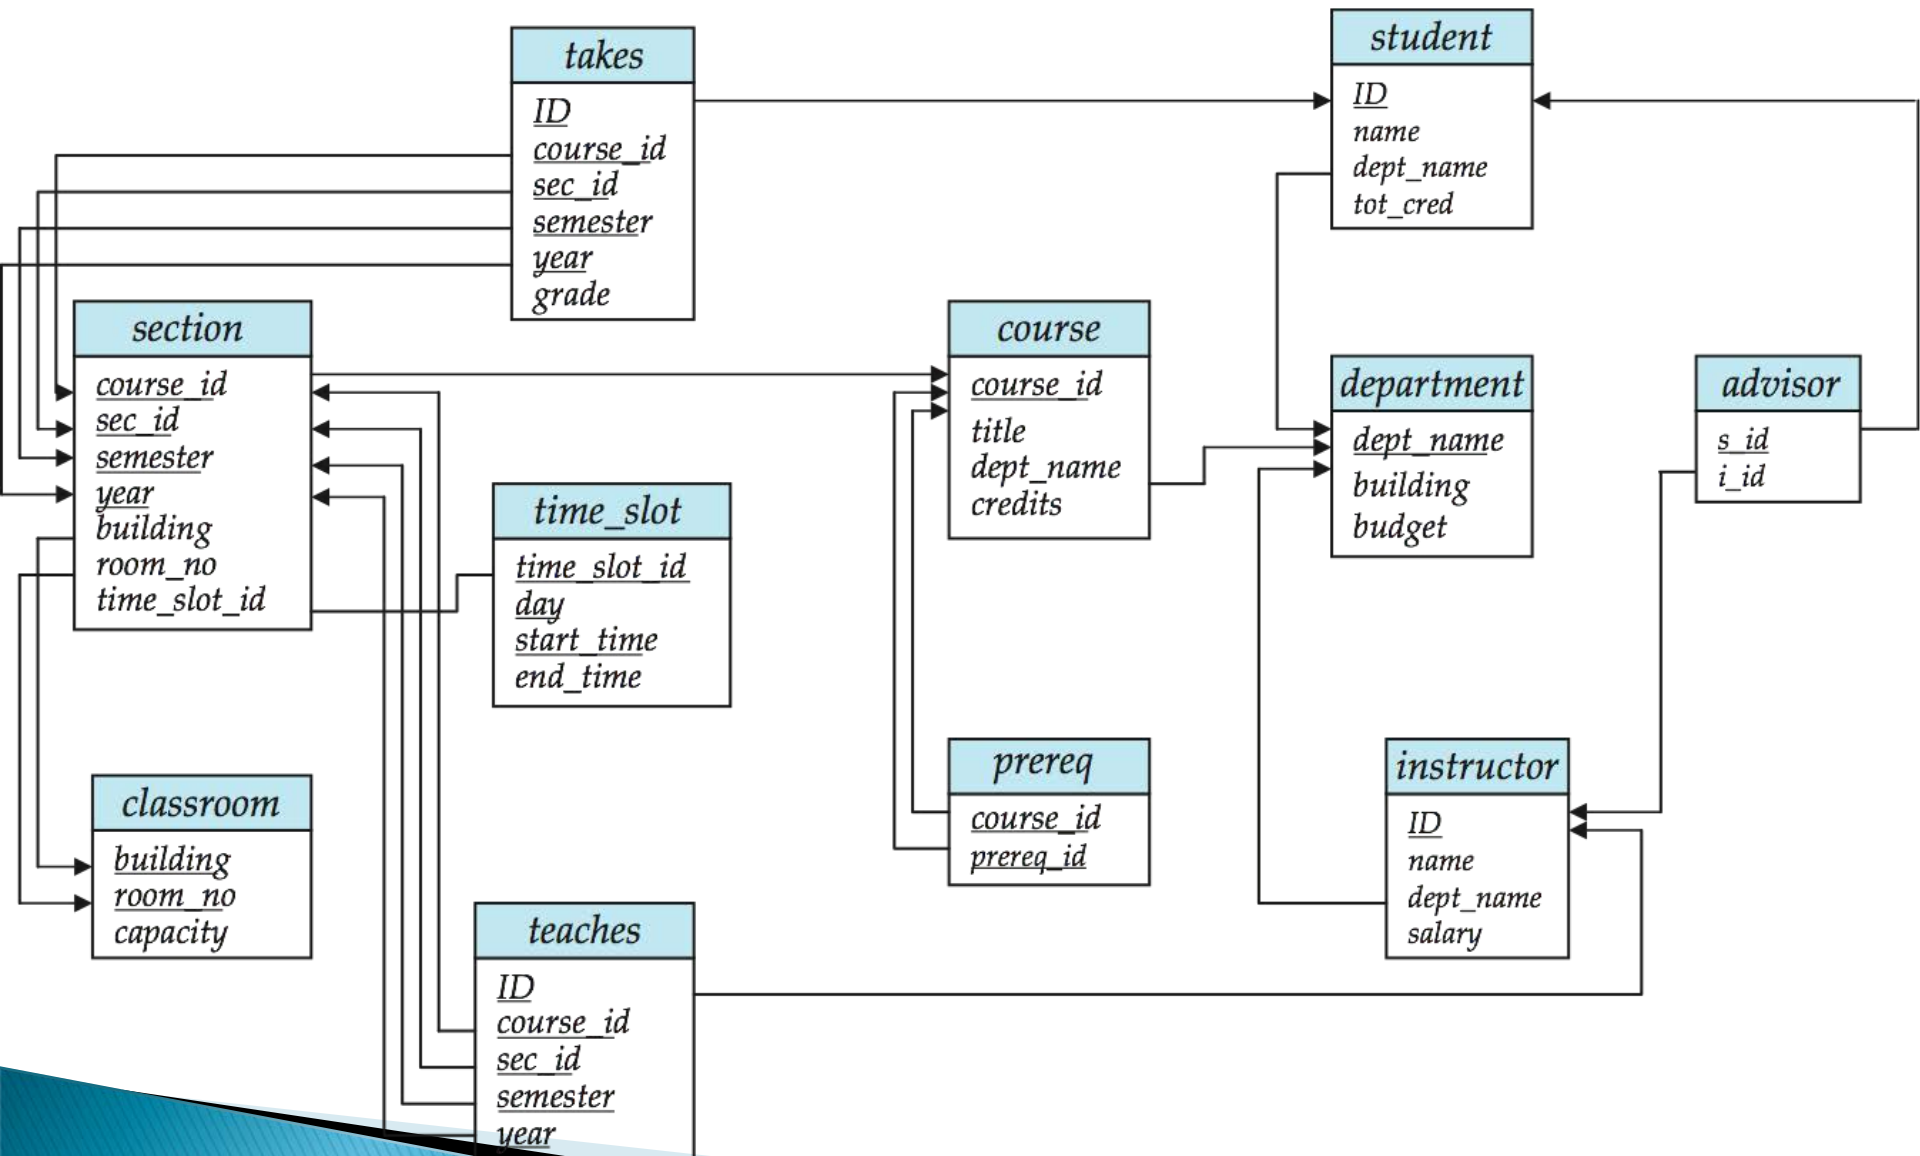 takes
ID
course_id
sec_id
semester
year
grade
student
ID
name
dept_name
tot_cred
section
course_id
sec_id
semester
year
building
room_no
time_slot_id
course
course_id
title
dept_name
credits
department
dept_name
building
budget
advisor
s_id
i_id
time_slot
time_slot_id
day
start_time
end_time
prereq
course_id
prereq_id
instructor
ID
name
dept_name
salary
classroom
building
room_no
capacity
teaches
ID
course_id
sec_id
semester
year